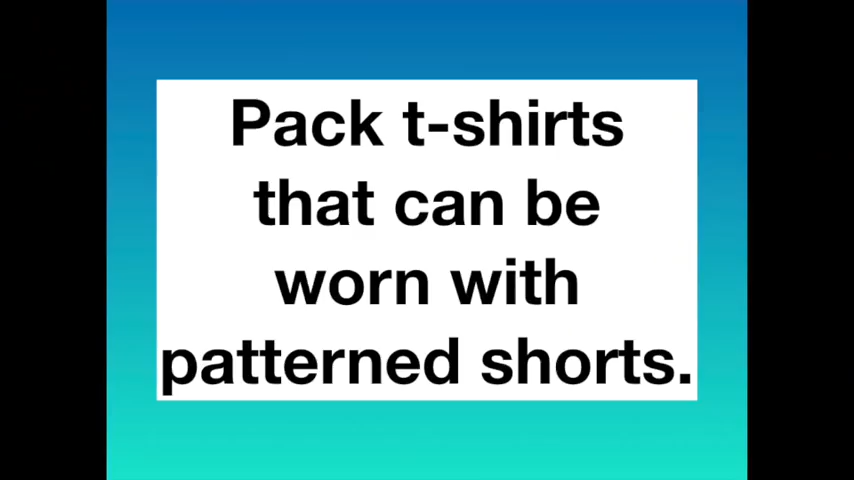 Pack t-shirts
that can be
worn with
patterned shorts.